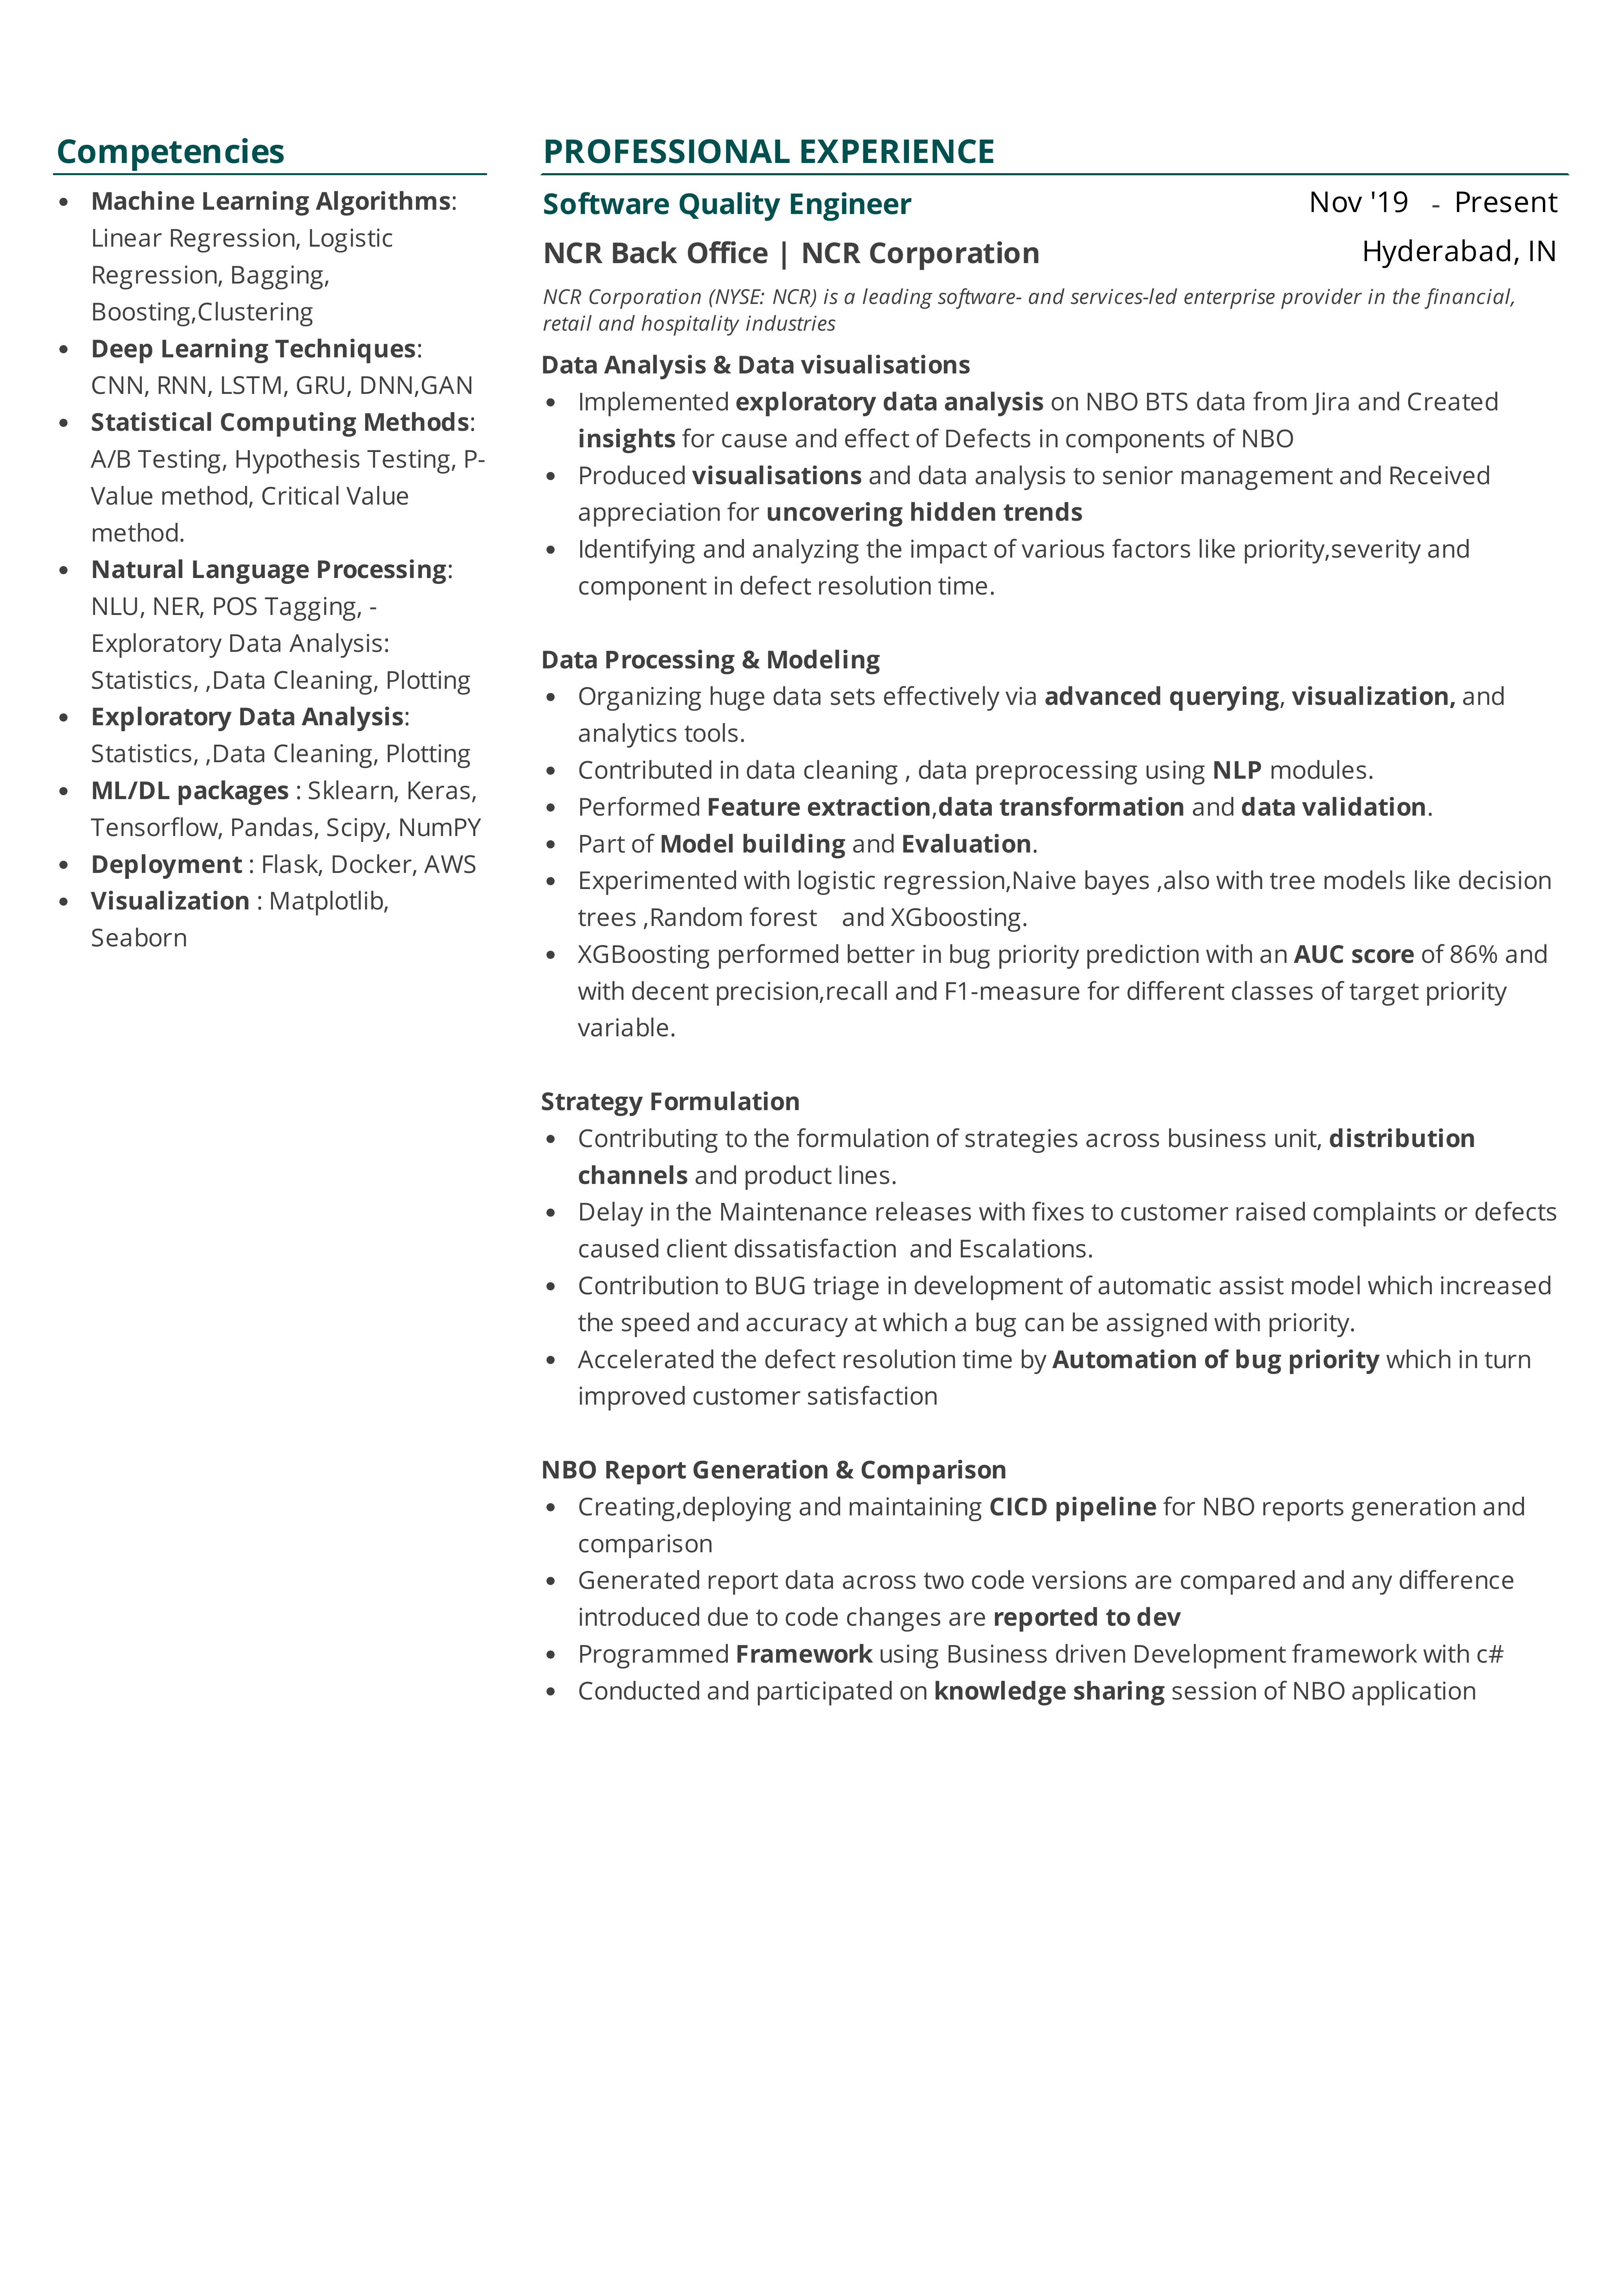 Competencies
• Machine Learning Algorithms:
Linear Regression, Logistic
Regression, Bagging,
Boosting,Clustering
• Deep Learning Techniques:
CNN, RNN, LSTM, GRU, DNN,GAN
• Statistical Computing Methods:
A/B Testing, Hypothesis Testing, P-
Value method, Critical Value
method.
• Natural Language Processing:
NLU, NER, POS Tagging, -
Exploratory Data Analysis:
Statistics, ,Data Cleaning, Plotting
• Exploratory Data Analysis:
Statistics, ,Data Cleaning, Plotting
• ML/DL packages : Sklearn, Keras,
Tensorflow, Pandas, Scipy, NumPY
• Deployment : Flask, Docker, AWS
• Visualization : Matplotlib,
Seaborn
PROFESSIONAL EXPERIENCE
Software Quality Engineer Nov '19 - Present
NCR Back Office | NCR Corporation Hyderabad, IN
NCR Corporation (NYSE: NCR) is a leading software- and services-led enterprise provider in the financial,
retail and hospitality industries
Data Analysis & Data visualisations
• Implemented exploratory data analysis on NBO BTS data from Jira and Created
insights for cause and effect of Defects in components of NBO
• Produced visualisations and data analysis to senior management and Received
appreciation for uncovering hidden trends
• Identifying and analyzing the impact of various factors like priority,severity and
component in defect resolution time.
Data Processing & Modeling
• Organizing huge data sets effectively via advanced querying, visualization, and
analytics tools.
• Contributed in data cleaning , data preprocessing using NLP modules.
• Performed Feature extraction,data transformation and data validation.
• Part of Model building and Evaluation.
• Experimented with logistic regression,Naive bayes ,also with tree models like decision
trees ,Random forest and XGboosting.
• XGBoosting performed better in bug priority prediction with an AUC score of 86% and
with decent precision,recall and F1-measure for different classes of target priority
variable.
Strategy Formulation
• Contributing to the formulation of strategies across business unit, distribution
channels and product lines.
• Delay in the Maintenance releases with fixes to customer raised complaints or defects
caused client dissatisfaction and Escalations.
• Contribution to BUG triage in development of automatic assist model which increased
the speed and accuracy at which a bug can be assigned with priority.
• Accelerated the defect resolution time by Automation of bug priority which in turn
improved customer satisfaction
NBO Report Generation & Comparison
• Creating,deploying and maintaining CICD pipeline for NBO reports generation and
comparison
• Generated report data across two code versions are compared and any difference
introduced due to code changes are reported to dev
• Programmed Framework using Business driven Development framework with c#
• Conducted and participated on knowledge sharing session of NBO application